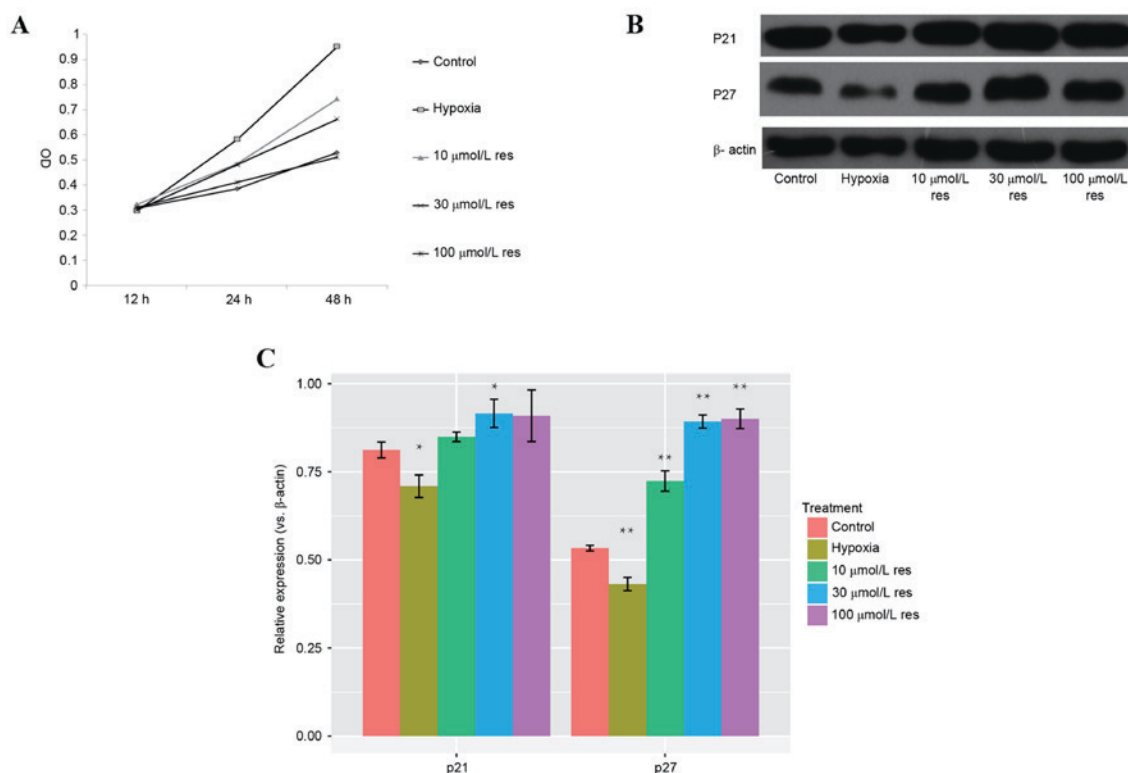 A
1
0.9
0.8
0.7
0.6
0.5
0.4
0.3
0.2
0.1
0
OD
12 h
24 h
48 h
Control
Hypoxia
10 μmol/L res
30 μmol/L res
100 μmol/L res
B
P21
P27
β- actin
Control
Hypoxia
10 μmol/L
res
30 μmol/L
res
100 μmol/L
res
C
Relative expression (vs. β-actin)
1.00
0.75
0.50
0.25
0.00
*
*
**
**
**
**
p21
p27
Treatment
Control
Hypoxia
10 μmol/L res
30 μmol/L res
100 μmol/L res